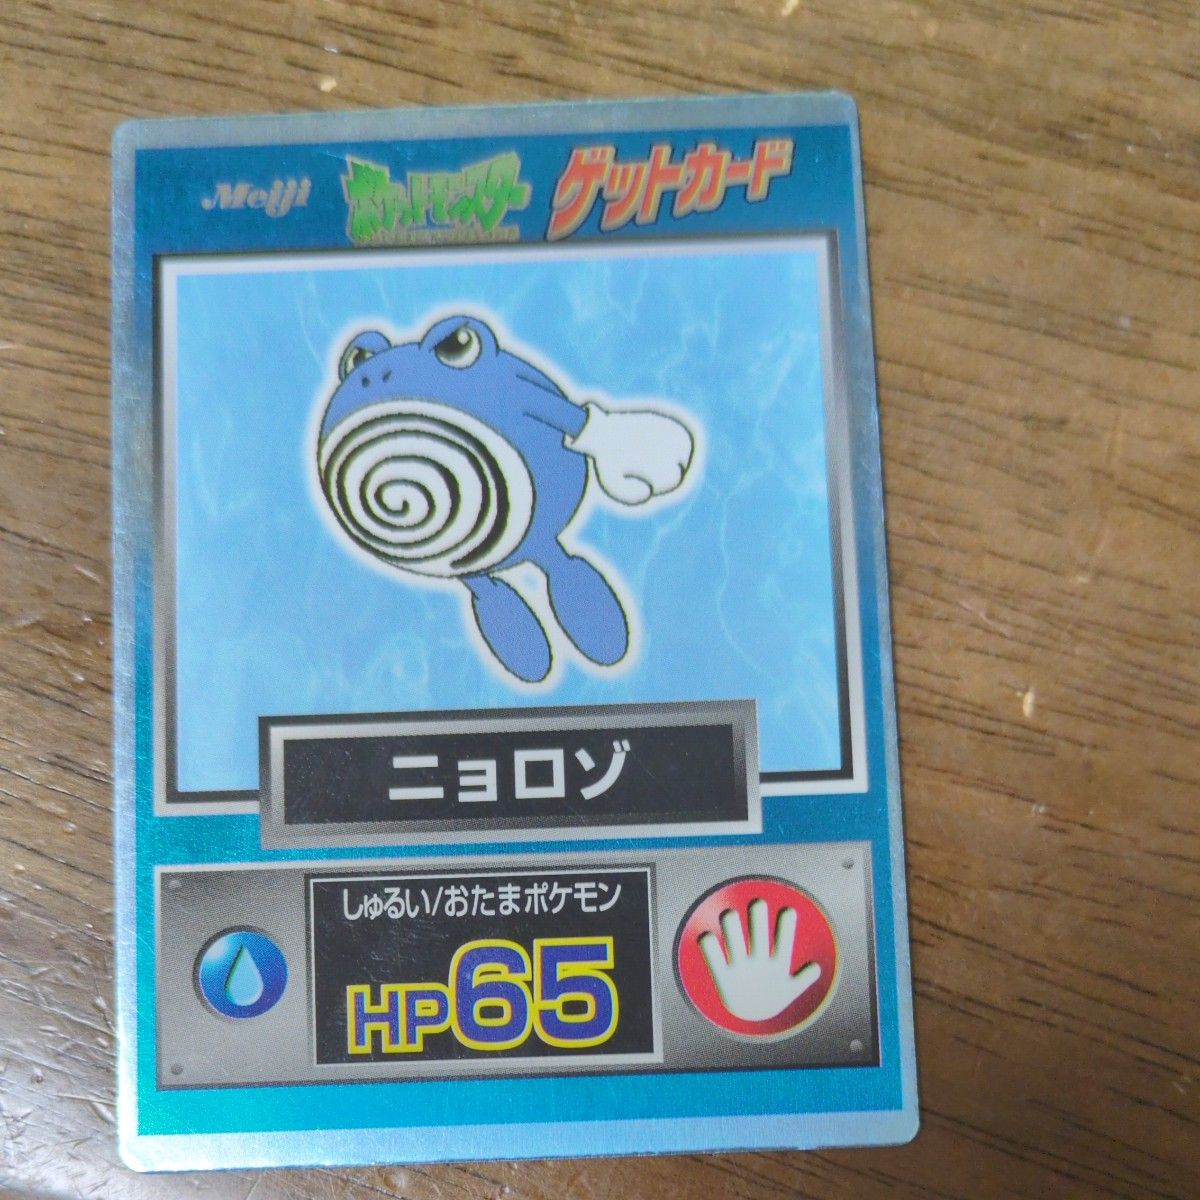 Meiji ポケットモンスター ゲットカード
ニョロゾ
しゅるい/おたまポケモン
HP65